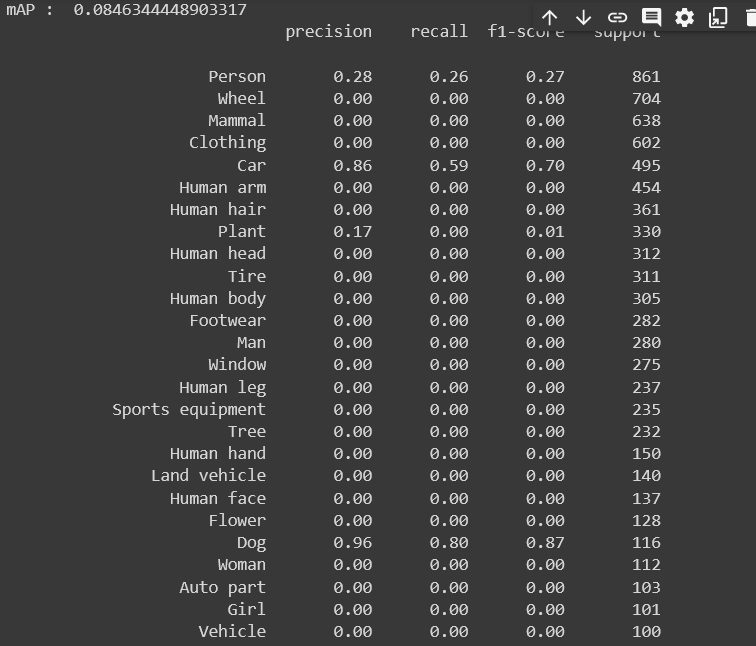 mAP :  0.0846344448903317
precision recall f1-score support
Person 0.28 0.26 0.27 861
Wheel 0.00 0.00 0.00 704
Mammal 0.00 0.00 0.00 638
Clothing 0.00 0.00 0.00 602
Car 0.86 0.59 0.70 495
Human arm 0.00 0.00 0.00 454
Human hair 0.00 0.00 0.00 361
Plant 0.17 0.00 0.01 330
Human head 0.00 0.00 0.00 312
Tire 0.00 0.00 0.00 311
Human body 0.00 0.00 0.00 305
Footwear 0.00 0.00 0.00 282
Man 0.00 0.00 0.00 280
Window 0.00 0.00 0.00 275
Human leg 0.00 0.00 0.00 237
Sports equipment 0.00 0.00 0.00 235
Tree 0.00 0.00 0.00 232
Human hand 0.00 0.00 0.00 150
Land vehicle 0.00 0.00 0.00 140
Human face 0.00 0.00 0.00 137
Flower 0.00 0.00 0.00 128
Dog 0.96 0.80 0.87 116
Woman 0.00 0.00 0.00 112
Auto part 0.00 0.00 0.00 103
Girl 0.00 0.00 0.00 101
Vehicle 0.00 0.00 0.00 100